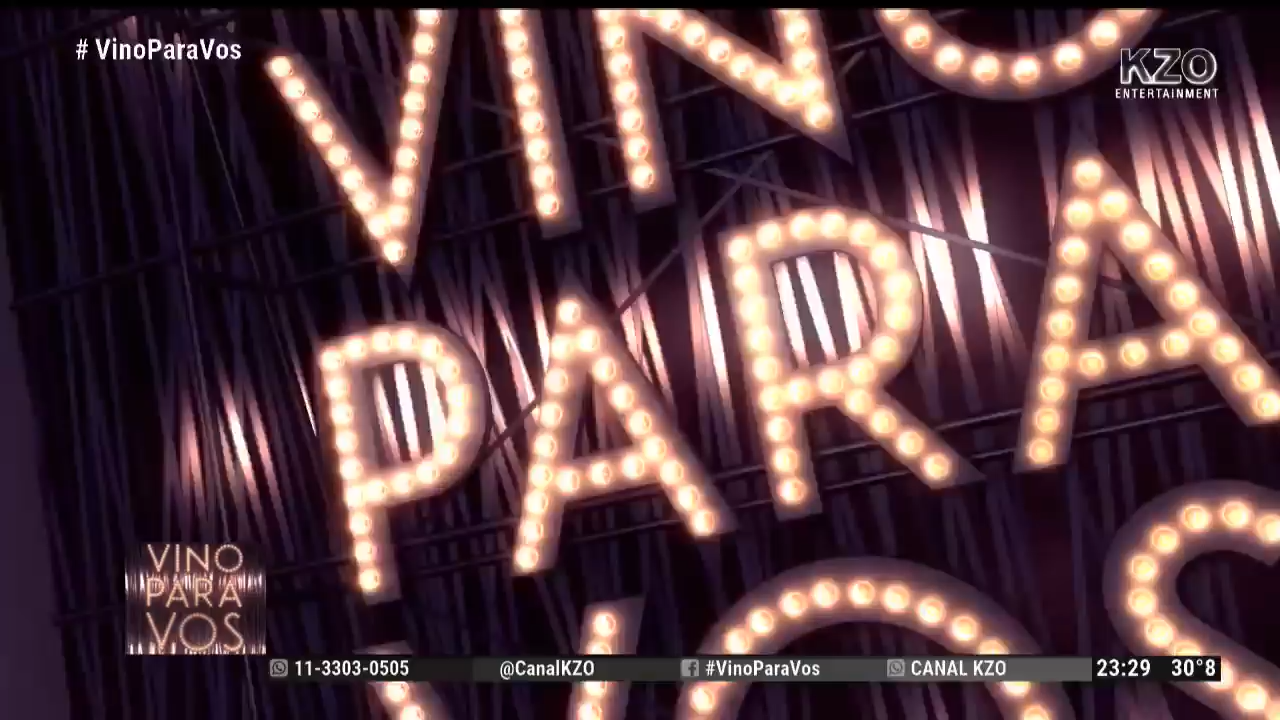 # VinoParaVos
KZO
ENTERTAINMENT
VINO
PARA
VOS
VINO
PARA
VOS
11-3303-0505 @CanalKZO #VinoParaVos CANAL KZO 23:29 30°8